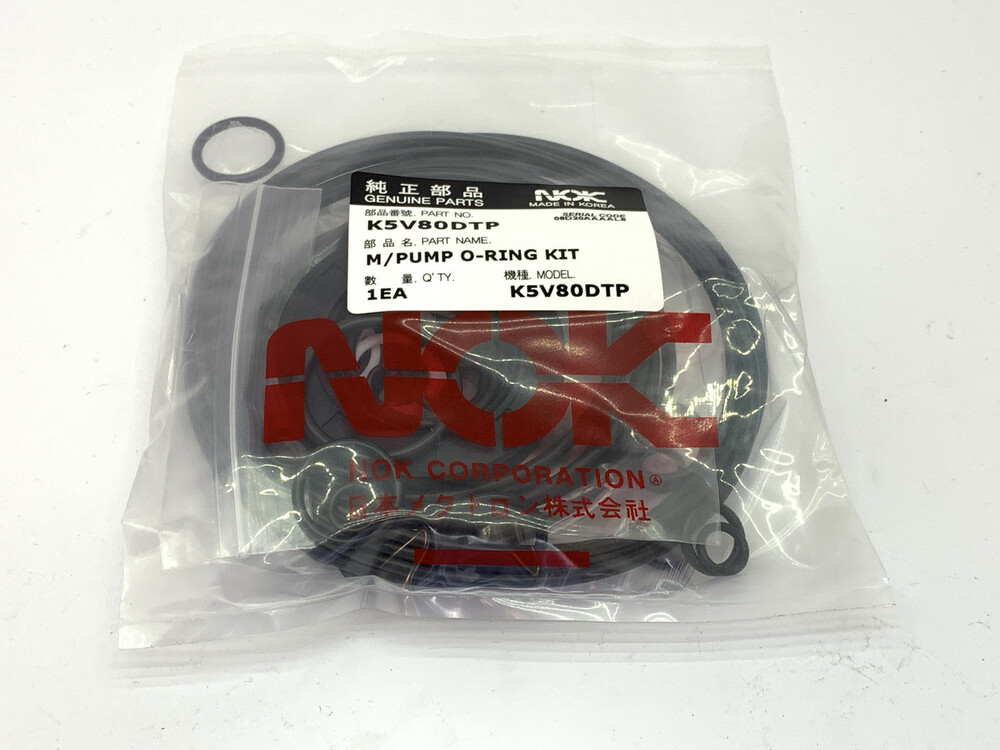 純正部品
GENUINE PARTS
NOK
MADE IN KOREA
部品番號. PART NO.
K5V80DTP
SERIAL CODE
部品名. PART NAME.
M/PUMP O-RING KIT
數量. Q'TY.
機種. MODEL.
1EA
K5V80DTP
NOK
NOK CORPORATION
日本メクトロン株式会社